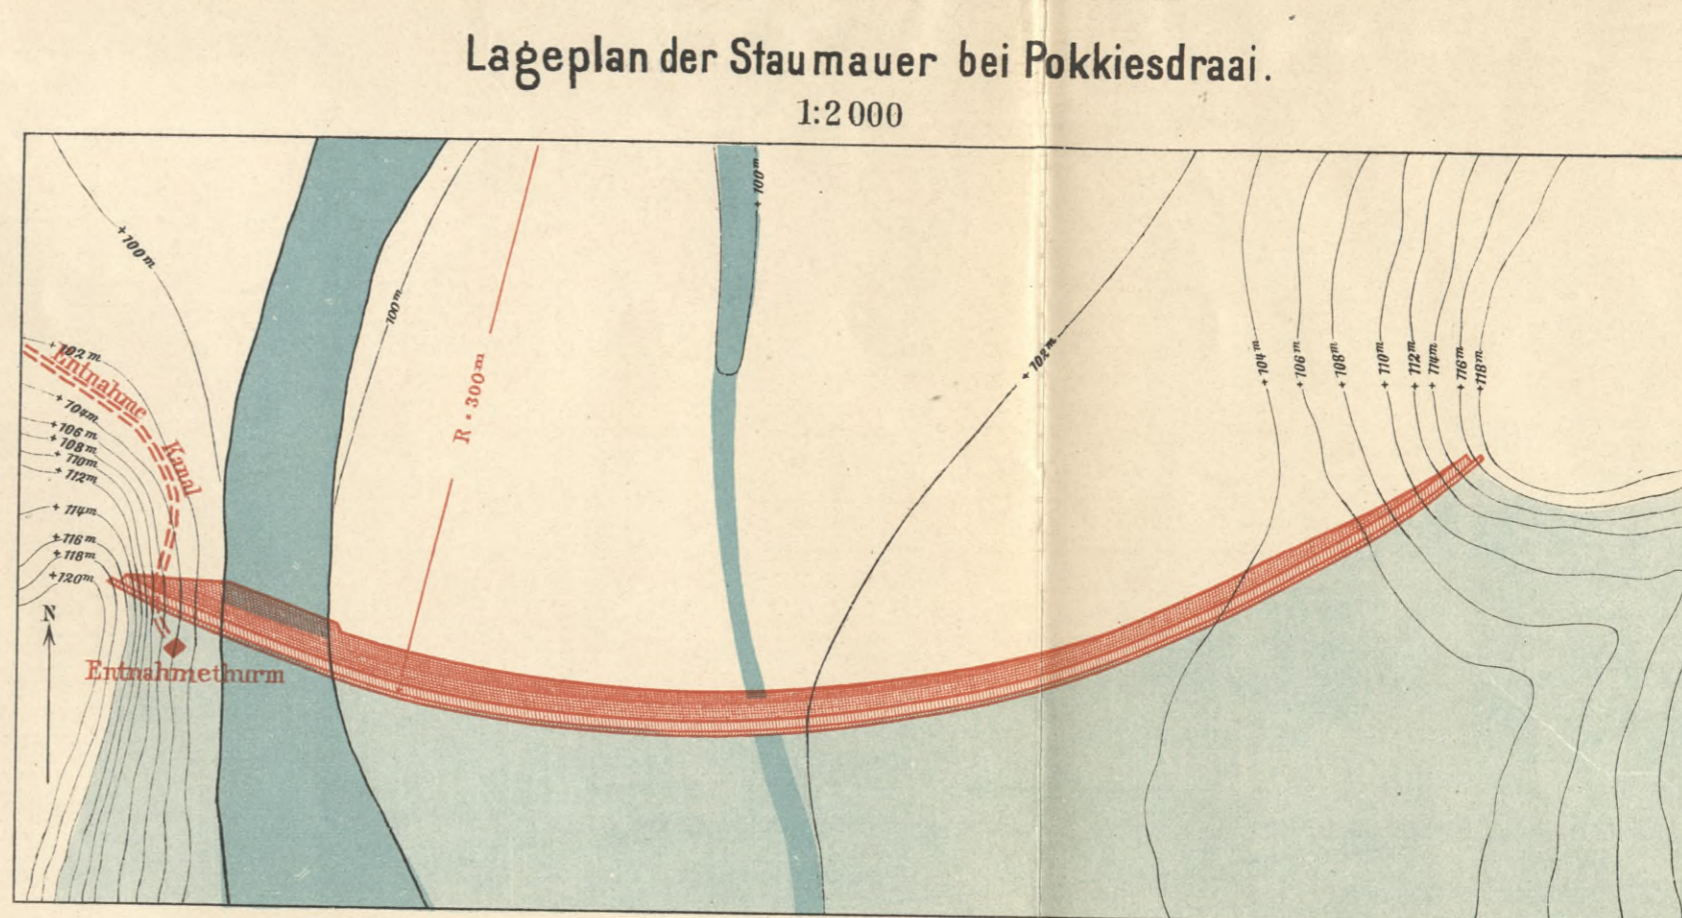 Lageplan der Staumauer bei Pokkiesdraai.
1:2000
+100m
100m
R = 300m
+100m
+102m
+104m
+106m
+108m
+110m
+112m
+114m
+116m
+118m
+102m
Entnahme
Kanal
+104m
+106m
+108m
+110m
+112m
+114m
+116m
+118m
+120m
N
Entnahmethurm